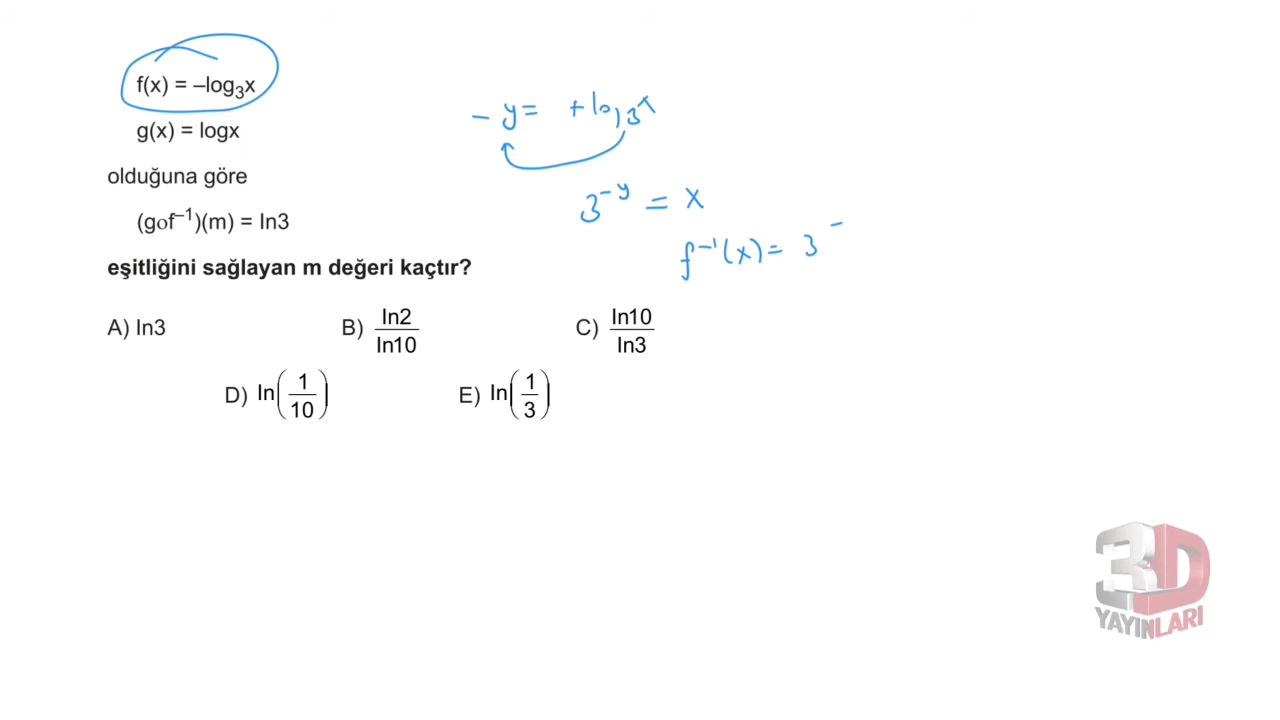 f(x) = –log₃x
g(x) = logx
olduğuna göre
(gof⁻¹)(m) = ln3
eşitliğini sağlayan m değeri kaçtır?
A) ln3
B) ln2/ln10
C) ln10/ln3
D) ln(1/10)
E) ln(1/3)
- y = + log₃x
3⁻ʸ = x
f⁻¹(x) = 3⁻
3D
YAYINLARI